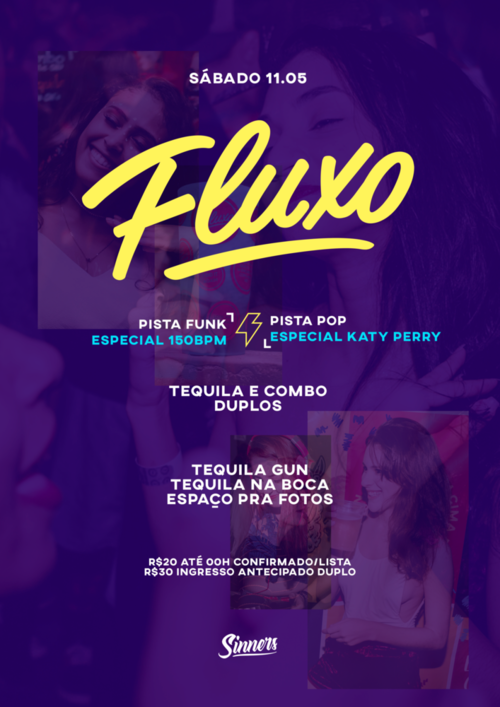 SÁBADO 11.05
Fluxo
PISTA FUNK
ESPECIAL 150BPM
PISTA POP
ESPECIAL KATY PERRY
TEQUILA E COMBO
DUPLOS
TEQUILA GUN
TEQUILA NA BOCA
ESPAÇO PRA FOTOS
R$20 ATÉ 00H CONFIRMADO/LISTA
R$30 INGRESSO ANTECIPADO DUPLO
Sinners